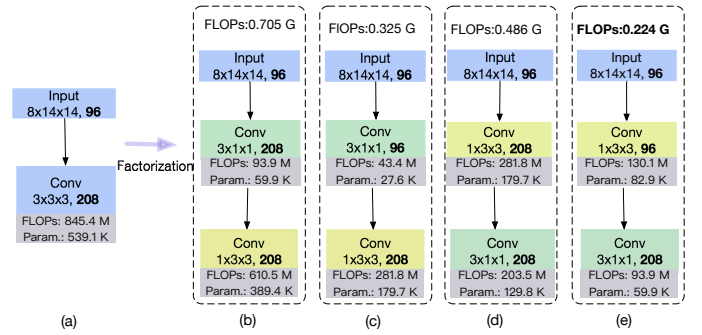 FLOPs:0.705 G
FlOPs:0.325 G
FLOPs:0.486 G
FLOPs:0.224 G
Input
8x14x14, 96
Conv
3x3x3, 208
FLOPs: 845.4 M
Param.: 539.1 K
(a)
Factorization
Input
8x14x14, 96
Conv
3x1x1, 208
FLOPs: 93.9 M
Param.: 59.9 K
Conv
1x3x3, 208
FLOPs: 610.5 M
Param.: 389.4 K
(b)
Input
8x14x14, 96
Conv
3x1x1, 96
FLOPs: 43.4 M
Param.: 27.6 K
Conv
1x3x3, 208
FLOPs: 281.8 M
Param.: 179.7 K
(c)
Input
8x14x14, 96
Conv
1x3x3, 208
FLOPs: 281.8 M
Param.: 179.7 K
Conv
3x1x1, 208
FLOPs: 203.5 M
Param.: 129.8 K
(d)
Input
8x14x14, 96
Conv
1x3x3, 96
FLOPs: 130.1 M
Param.: 82.9 K
Conv
3x1x1, 208
FLOPs: 93.9 M
Param.: 59.9 K
(e)